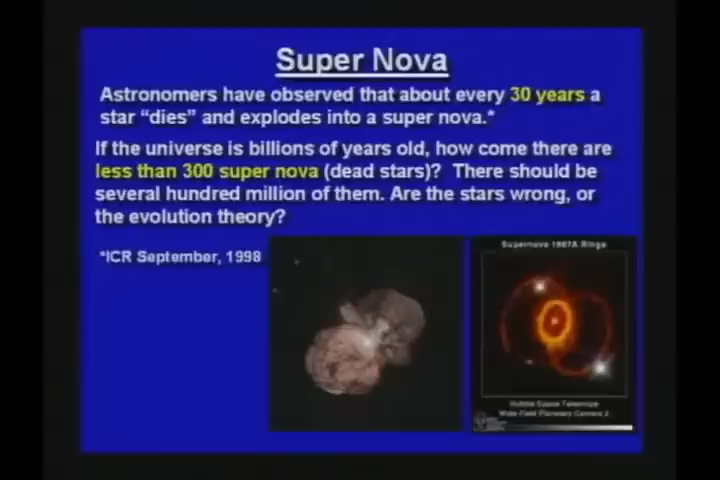 Super Nova
Astronomers have observed that about every 30 years a
star “dies” and explodes into a super nova.*
If the universe is billions of years old, how come there are
less than 300 super nova (dead stars)? There should be
several hundred million of them. Are the stars wrong, or
the evolution theory?
*ICR September, 1998
Supernova 1987A Rings
Hubble Space Telescope
Wide Field Planetary Camera 2